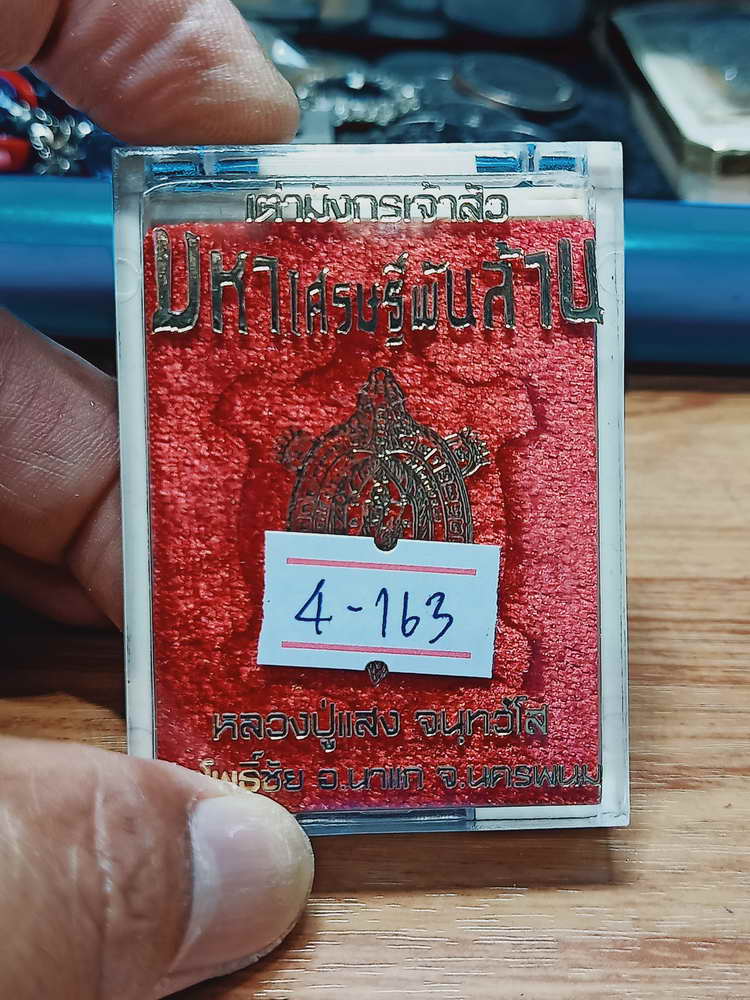 เต่ามังกรเจ้าสัว
มหาเศรษฐีพันล้าน
4-163
หลวงปู่แสง จนฺทวํโส
โพธิ์ชัย อ.นาแก จ.นครพนม